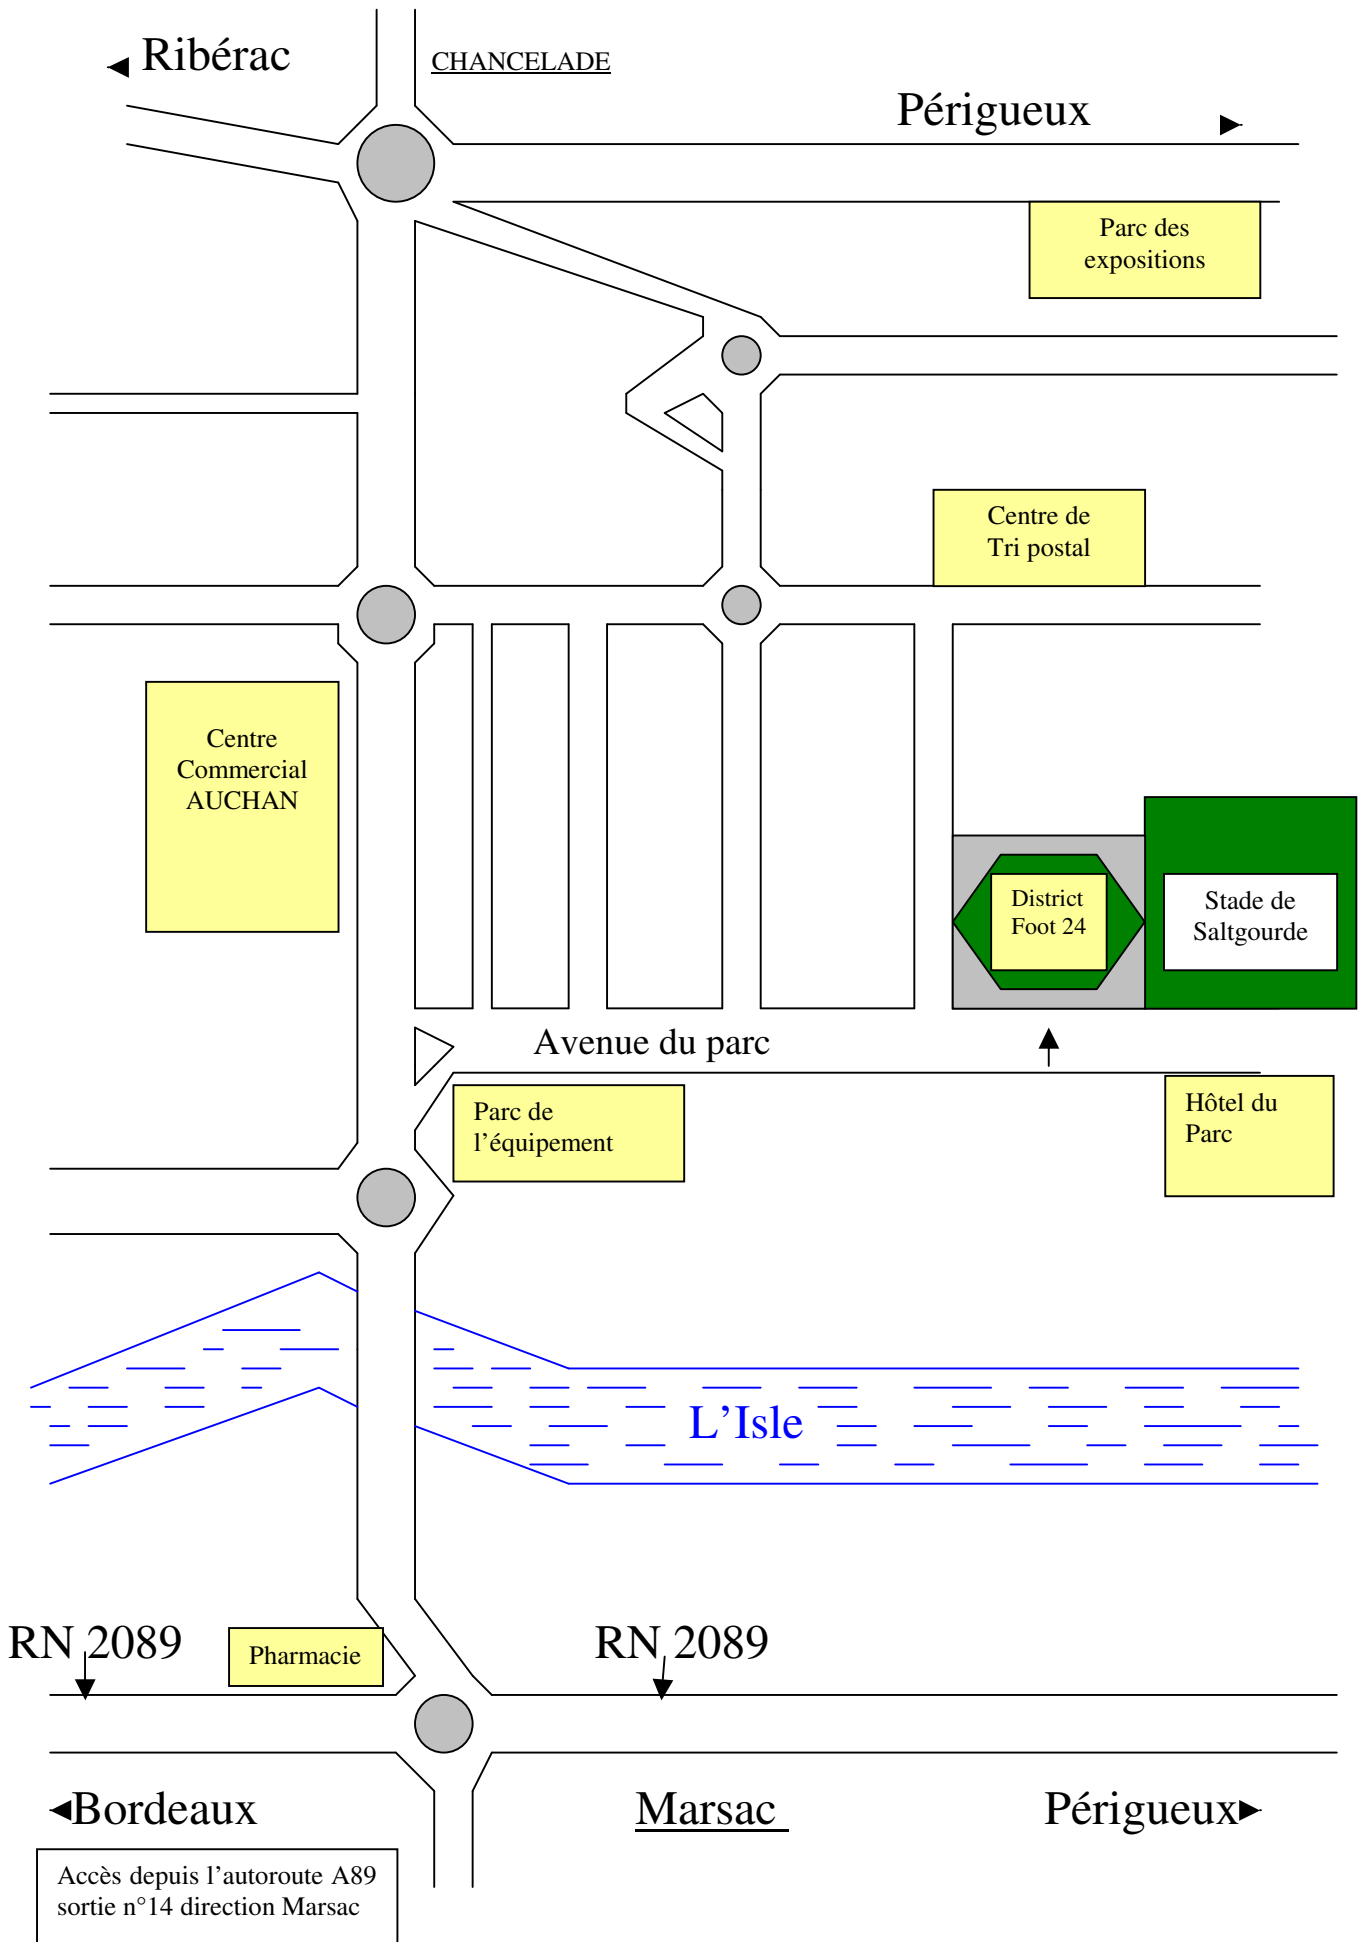 Ribérac
CHANCELADE
Périgueux
Parc des
expositions
Centre de
Tri postal
Centre
Commercial
AUCHAN
District
Foot 24
Stade de
Saltgourde
Avenue du parc
Parc de
l’équipement
Hôtel du
Parc
L’Isle
RN 2089
Pharmacie
RN 2089
Bordeaux
Marsac
Périgueux
Accès depuis l’autoroute A89
sortie n°14 direction Marsac